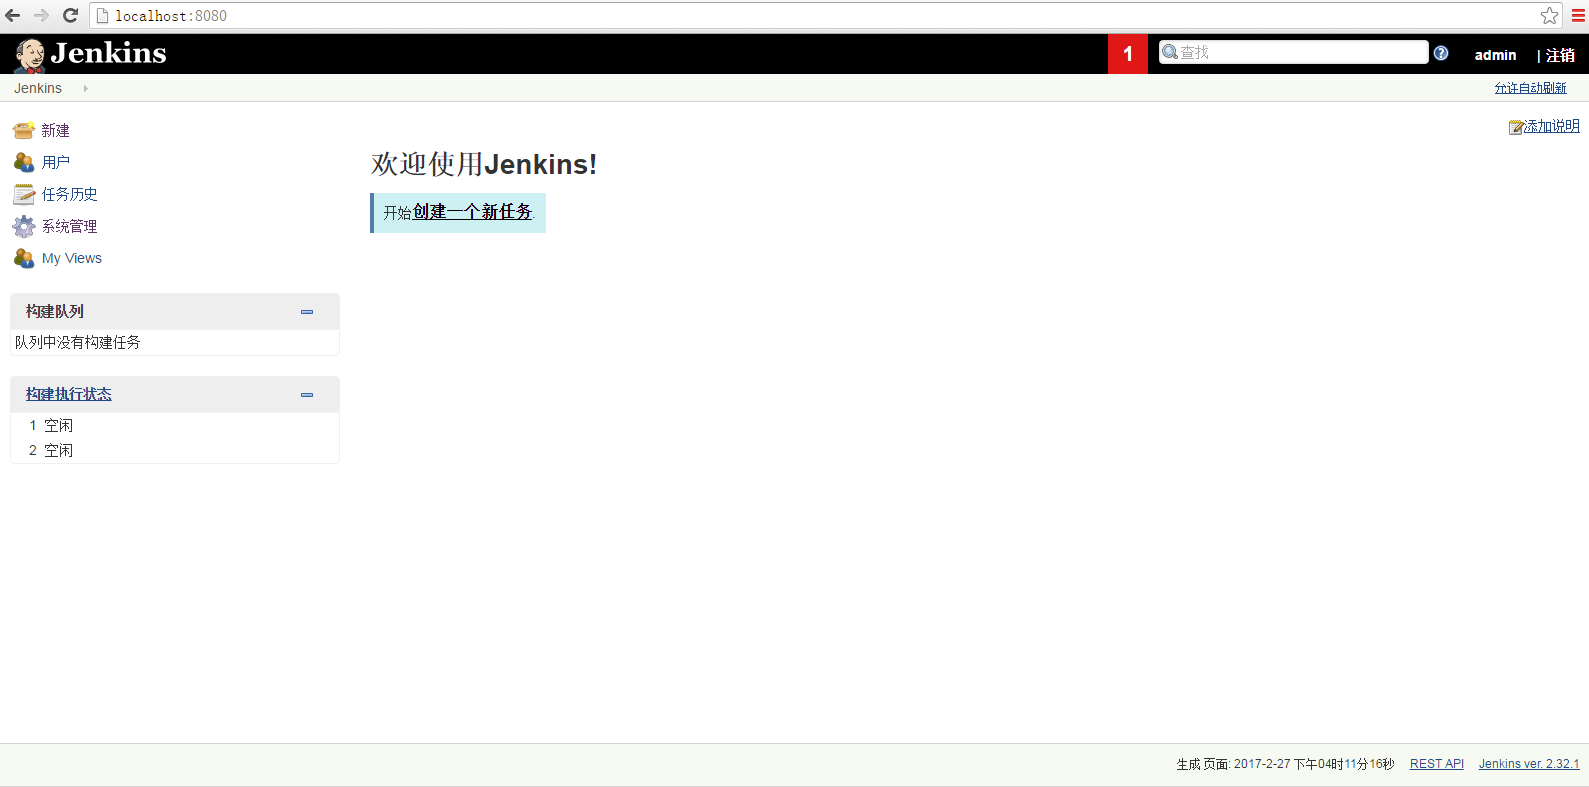 localhost:8080
Jenkins
1
查找
admin
| 注销
Jenkins
允许自动刷新
新建
用户
任务历史
系统管理
My Views
添加说明
欢迎使用Jenkins!
开始创建一个新任务.
构建队列
队列中没有构建任务
构建执行状态
1 空闲
2 空闲
生成 页面: 2017-2-27 下午04时11分16秒 REST API Jenkins ver. 2.32.1